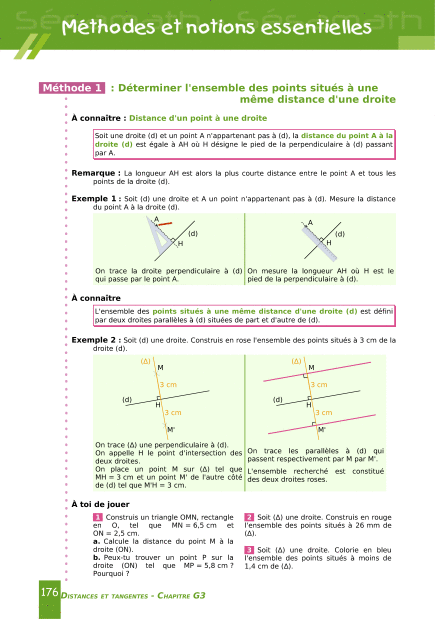 Sésamath Sésamath
Méthodes et notions essentielles
Méthode 1 : Déterminer l'ensemble des points situés à une
même distance d'une droite
À connaître : Distance d'un point à une droite
Soit une droite (d) et un point A n'appartenant pas à (d), la distance du point A à la
droite (d) est égale à AH où H désigne le pied de la perpendiculaire à (d) passant
par A.
Remarque : La longueur AH est alors la plus courte distance entre le point A et tous les
points de la droite (d).
Exemple 1 : Soit (d) une droite et A un point n'appartenant pas à (d). Mesure la distance
du point A à la droite (d).
A
(d)
H
A
(d)
H
On trace la droite perpendiculaire à (d)
qui passe par le point A.
On mesure la longueur AH où H est le
pied de la perpendiculaire à (d).
À connaître
L'ensemble des points situés à une même distance d'une droite (d) est défini
par deux droites parallèles à (d) situées de part et d'autre de (d).
Exemple 2 : Soit (d) une droite. Construis en rose l'ensemble des points situés à 3 cm de la
droite (d).
(Δ)
M
3 cm
(d)
H
3 cm
M'
(Δ)
M
3 cm
(d)
H
3 cm
M'
On trace (Δ) une perpendiculaire à (d).
On appelle H le point d'intersection des
deux droites.
On place un point M sur (Δ) tel que
MH = 3 cm et un point M' de l'autre côté
de (d) tel que M'H = 3 cm.
On trace les parallèles à (d) qui
passent respectivement par M par M'.
L'ensemble recherché est constitué
des deux droites roses.
À toi de jouer
1 Construis un triangle OMN, rectangle
en O, tel que MN = 6,5 cm et
ON = 2,5 cm.
a. Calcule la distance du point M à la
droite (ON).
b. Peux-tu trouver un point P sur la
droite (ON) tel que MP = 5,8 cm ?
Pourquoi ?
2 Soit (Δ) une droite. Construis en rouge
l'ensemble des points situés à 26 mm de
(Δ).
3 Soit (Δ) une droite. Colorie en bleu
l'ensemble des points situés à moins de
1,4 cm de (Δ).
176 Distances et tangentes – Chapitre G3